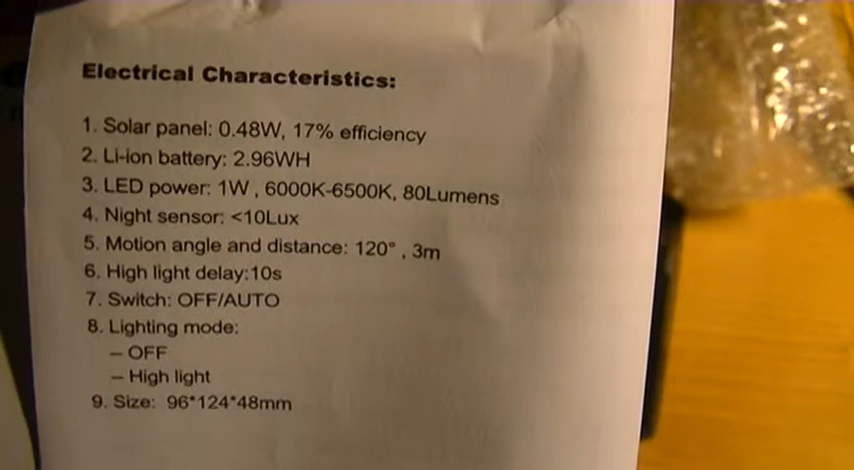 Electrical Characteristics:
1. Solar panel: 0.48W, 17% efficiency
2. Li-ion battery: 2.96WH
3. LED power: 1W , 6000K-6500K, 80Lumens
4. Night sensor: <10Lux
5. Motion angle and distance: 120° , 3m
6. High light delay:10s
7. Switch: OFF/AUTO
8. Lighting mode:
– OFF
– High light
9. Size: 96*124*48mm